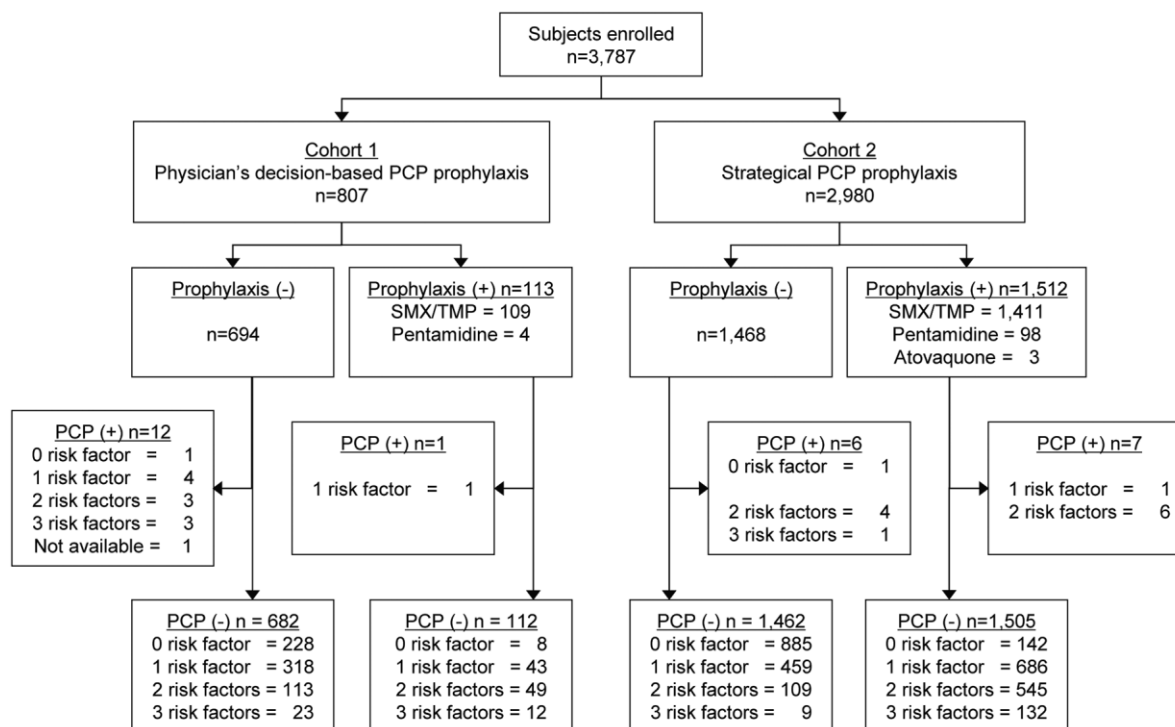 Subjects enrolled
n=3,787
Cohort 1
Physician's decision-based PCP prophylaxis
n=807
Cohort 2
Strategical PCP prophylaxis
n=2,980
Prophylaxis (-)
n=694
Prophylaxis (+) n=113
SMX/TMP = 109
Pentamidine = 4
Prophylaxis (-)
n=1,468
Prophylaxis (+) n=1,512
SMX/TMP = 1,411
Pentamidine = 98
Atovaquone = 3
PCP (+) n=12
0 risk factor = 1
1 risk factor = 4
2 risk factors = 3
3 risk factors = 3
Not available = 1
PCP (+) n=1
1 risk factor = 1
PCP (+) n=6
0 risk factor = 1
2 risk factors = 4
3 risk factors = 1
PCP (+) n=7
1 risk factor = 1
2 risk factors = 6
PCP (-) n = 682
0 risk factor = 228
1 risk factor = 318
2 risk factors = 113
3 risk factors = 23
PCP (-) n = 112
0 risk factor = 8
1 risk factor = 43
2 risk factors = 49
3 risk factors = 12
PCP (-) n = 1,462
0 risk factor = 885
1 risk factor = 459
2 risk factors = 109
3 risk factors = 9
PCP (-) n=1,505
0 risk factor = 142
1 risk factor = 686
2 risk factors = 545
3 risk factors = 132